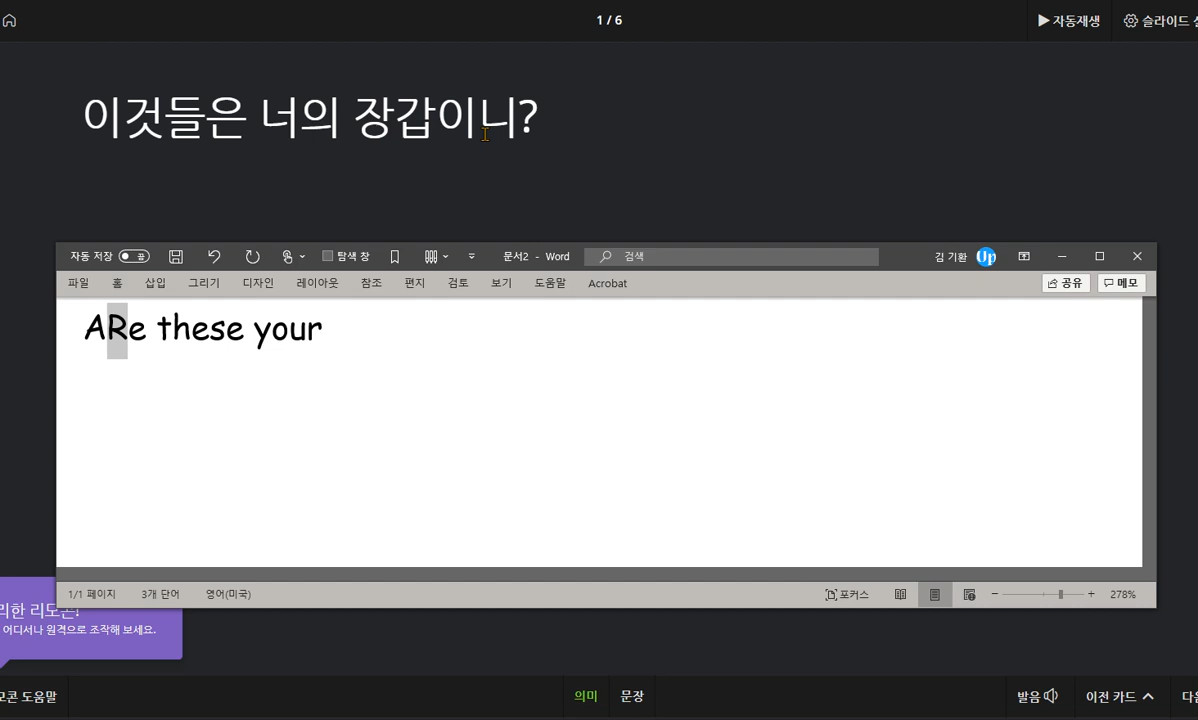 1 / 6
자동재생
슬라이드
이것들은 너의 장갑이니?
자동 저장 끔
탐색 창
문서2 - Word
검색
김 기환
Up
파일 홈 삽입 그리기 디자인 레이아웃 참조 편지 검토 보기 도움말 Acrobat
공유
메모
ARe these your
1/1 페이지 3개 단어 영어(미국)
포커스
278%
리한 리모콘!
어디서나 원격으로 조작해 보세요.
모콘 도움말
의미
문장
발음
이전 카드
다음